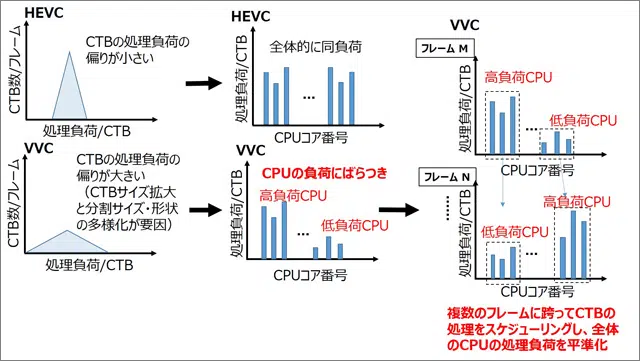 HEVC
CTB数/フレーム
CTBの処理負荷の
偏りが小さい
処理負荷/CTB
HEVC
処理負荷/CTB
全体的に同負荷
...
CPUコア番号
VVC
CTB数/フレーム
CTBの処理負荷の
偏りが大きい
（CTBサイズ拡大
と分割サイズ・形状
の多様化が要因）
処理負荷/CTB
VVC
処理負荷/CTB
CPUの負荷にばらつき
高負荷CPU
低負荷CPU
...
CPUコア番号
VVC
フレーム M
処理負荷/CTB
高負荷CPU
低負荷CPU
...
CPUコア番号
フレーム N
......
処理負荷/CTB
高負荷CPU
低負荷CPU
...
CPUコア番号
複数のフレームに跨ってCTBの
処理をスケジューリングし、全体
のCPUの処理負荷を平準化